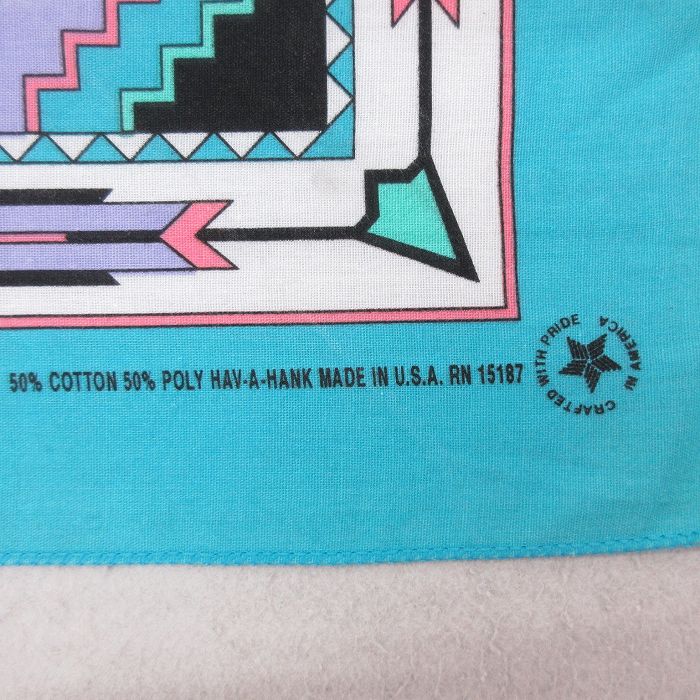 50% COTTON 50% POLY HAV-A-HANK MADE IN U.S.A. RN 15187
CRAFTED WITH PRIDE IN AMERICA